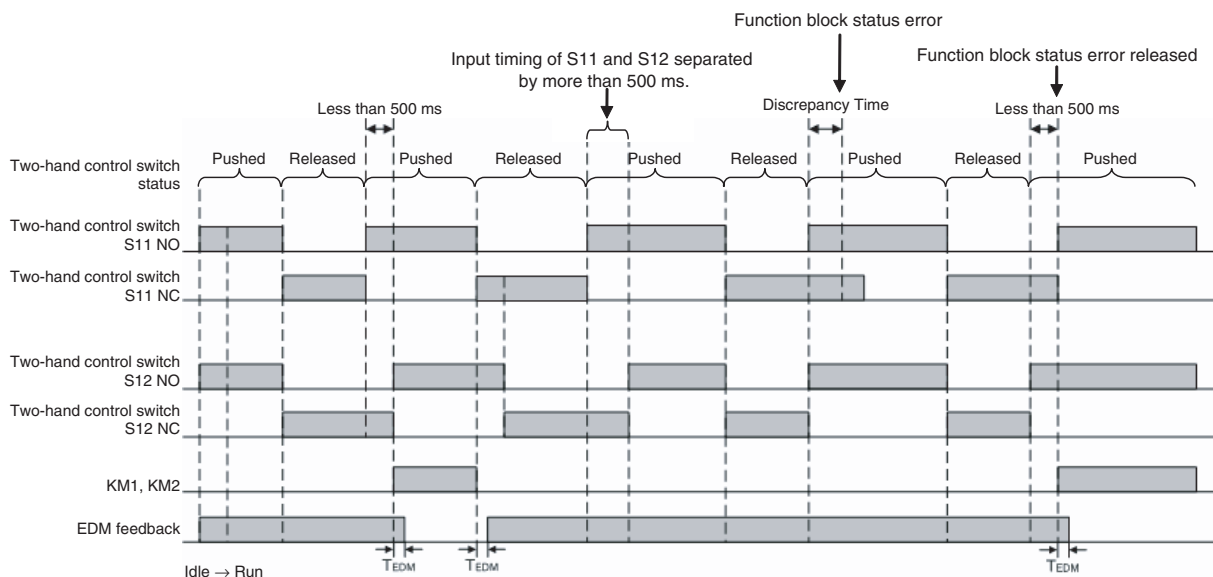 Function block status error
Function block status error released
Input timing of S11 and S12 separated
by more than 500 ms.
Less than 500 ms
Discrepancy Time
Less than 500 ms
Two-hand control switch
status
Pushed
Released
Pushed
Released
Pushed
Released
Pushed
Released
Pushed
Two-hand control switch
S11 NO
Two-hand control switch
S11 NC
Two-hand control switch
S12 NO
Two-hand control switch
S12 NC
KM1, KM2
EDM feedback
TEDM
TEDM
TEDM
Idle → Run